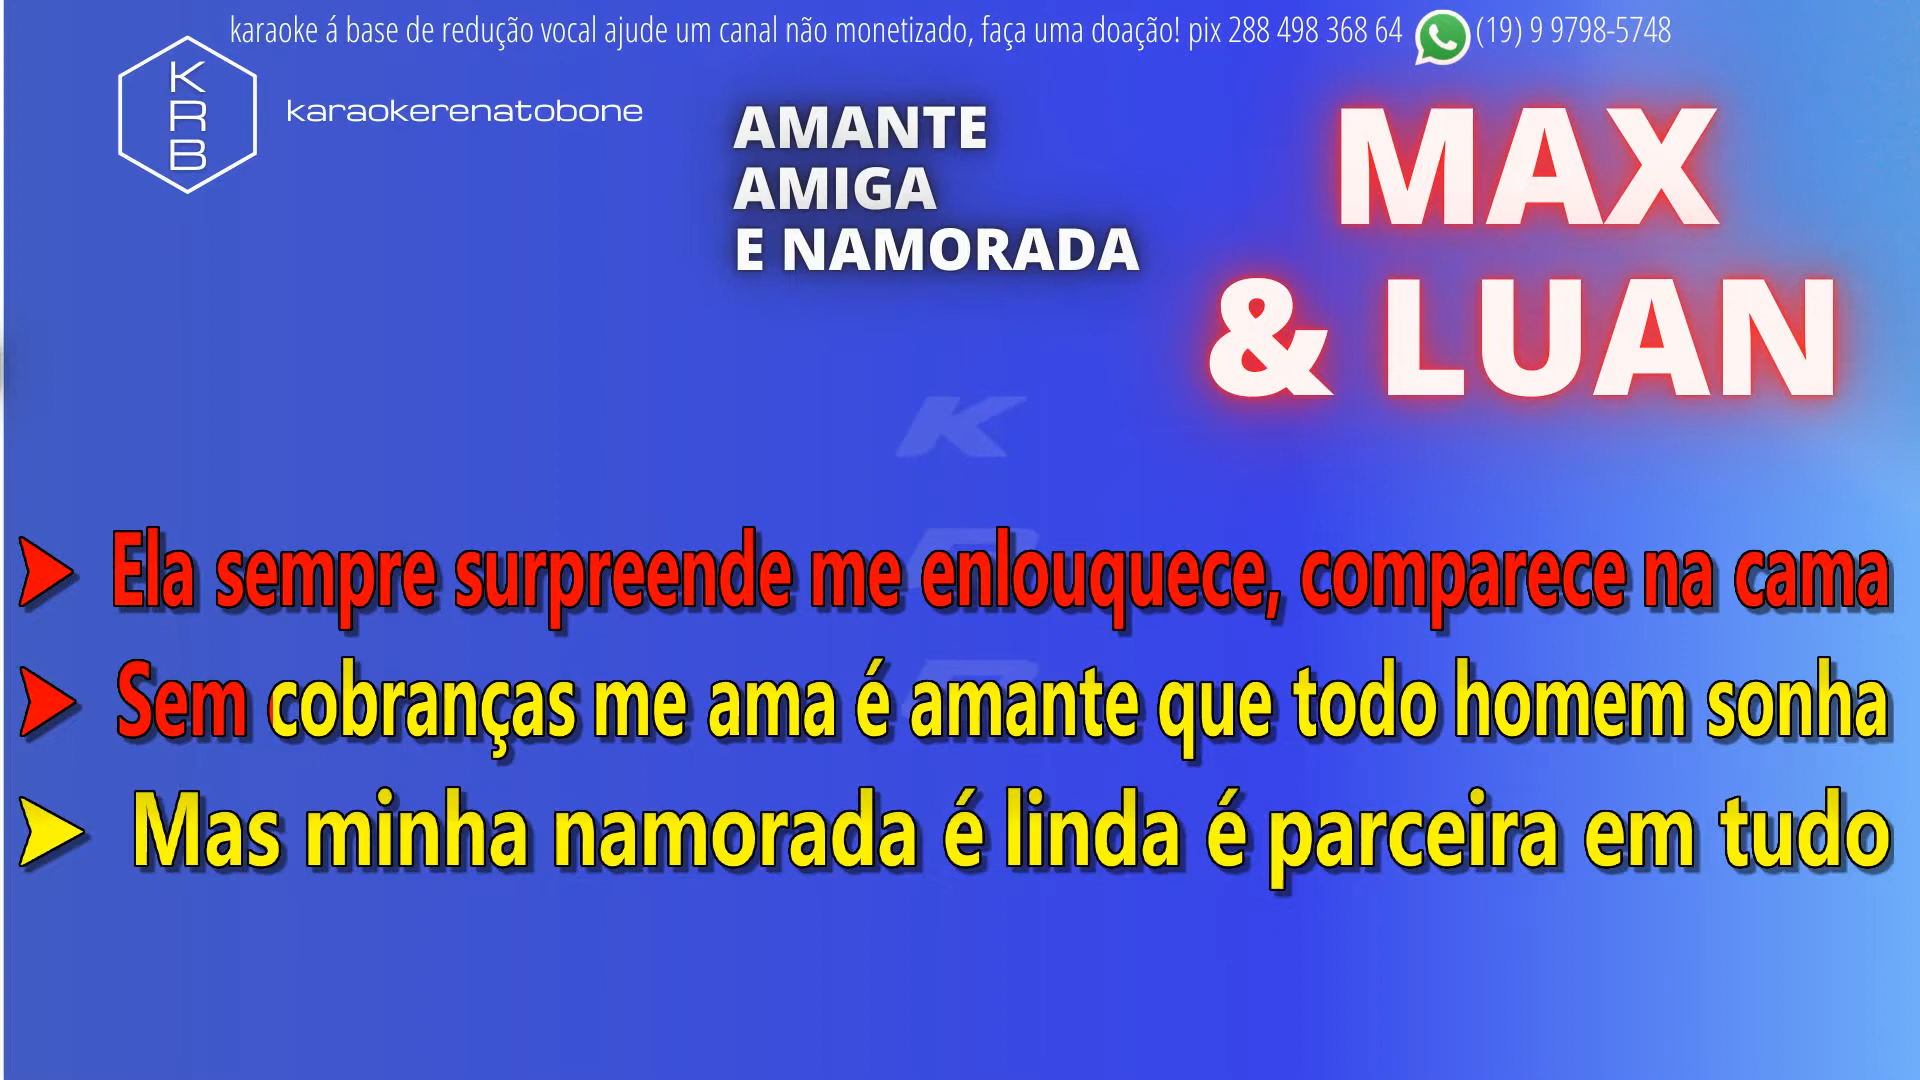 karaoke á base de redução vocal ajude um canal não monetizado, faça uma doação! pix 288 498 368 64 (19) 9 9798-5748
K
R
B
karaokerenatobone
AMANTE
AMIGA
E NAMORADA
MAX
& LUAN
K
R
B
Ela sempre surpreende me enlouquece, comparece na cama
Sem cobranças me ama é amante que todo homem sonha
Mas minha namorada é linda é parceira em tudo